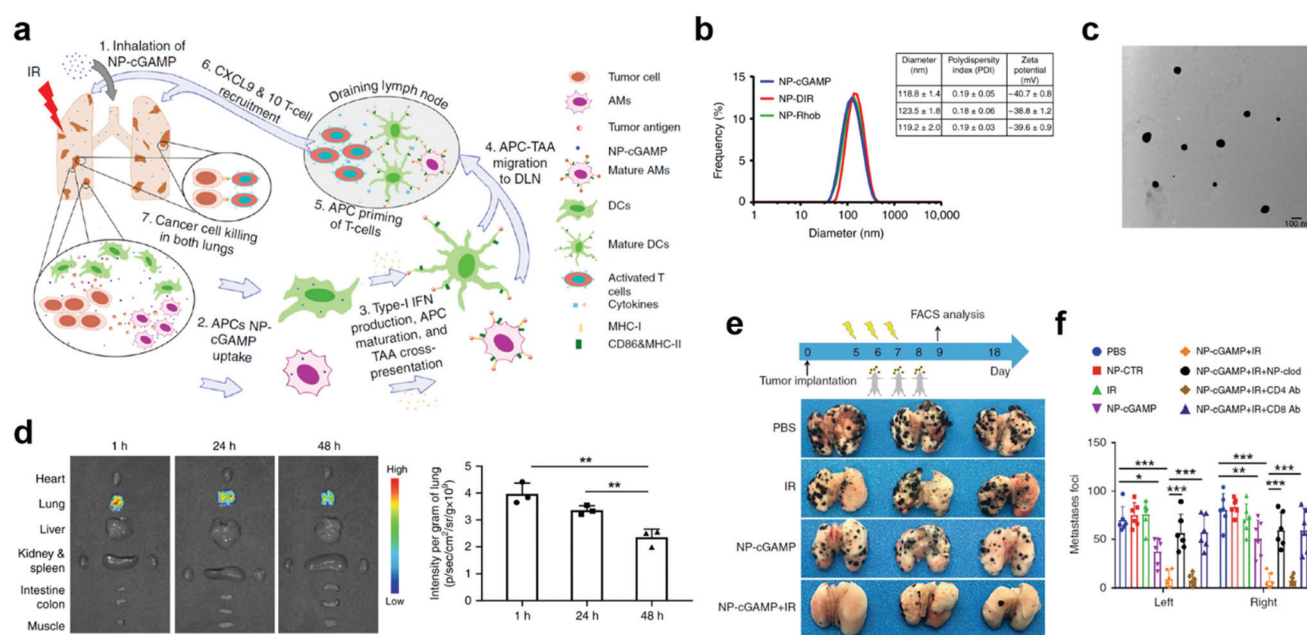 a
1. Inhalation of
NP-cGAMP
IR
6. CXCL9 & 10 T-cell
recruitment
Draining lymph node
4. APC-TAA
migration
to DLN
5. APC priming
of T-cells
7. Cancer cell killing
in both lungs
2. APCs NP-
cGAMP
uptake
3. Type-I IFN
production, APC
maturation, and
TAA cross-
presentation
Tumor cell
AMs
Tumor antigen
NP-cGAMP
Mature AMs
DCs
Mature DCs
Activated T
cells
Cytokines
MHC-I
CD86&MHC-II
b
NP-cGAMP
NP-DIR
NP-Rhob
Frequency (%)
15
10
5
0
1 10 100 1000 10,000
Diameter (nm)
Diameter (nm) Polydispersity index (PDI) Zeta potential (mV)
118.8 ± 1.4 0.19 ± 0.05 −40.7 ± 0.8
123.5 ± 1.8 0.18 ± 0.06 −38.8 ± 1.2
119.2 ± 2.0 0.19 ± 0.03 −39.6 ± 0.9
c
100 nm
d
1 h 24 h 48 h
Heart
Lung
Liver
Kidney &
spleen
Intestine
colon
Muscle
High
Low
Intensity per gram of lung
(p/sec/cm²/sr/g×10⁹)
5
4
3
2
1
0
**
**
1 h 24 h 48 h
e
FACS analysis
0 5 6 7 8 9 18
Day
Tumor implantation
PBS
IR
NP-cGAMP
NP-cGAMP+IR
f
PBS
NP-CTR
IR
NP-cGAMP
NP-cGAMP+IR
NP-cGAMP+IR+NP-clod
NP-cGAMP+IR+CD4 Ab
NP-cGAMP+IR+CD8 Ab
Metastases foci
150
100
50
0
*** ***
* *** ** ***
*** ***
Left Right